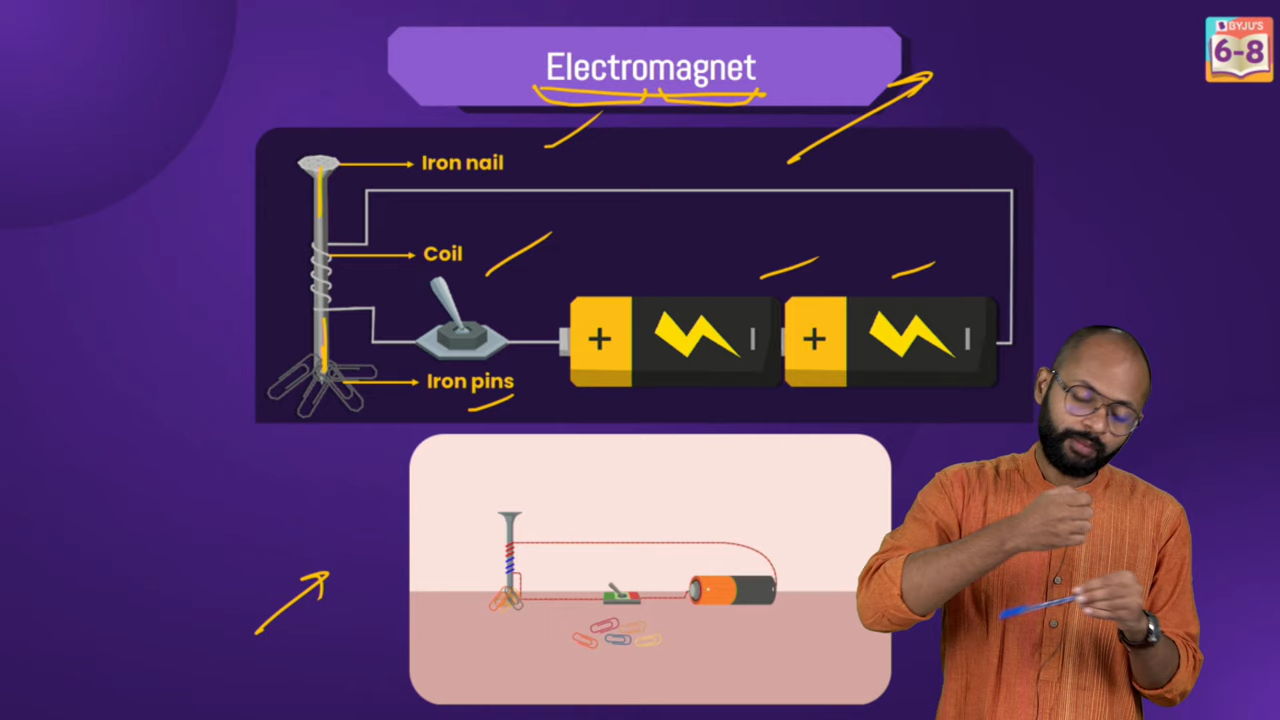 Electromagnet
BYJU'S
6-8
Iron nail
Coil
+
+
Iron pins